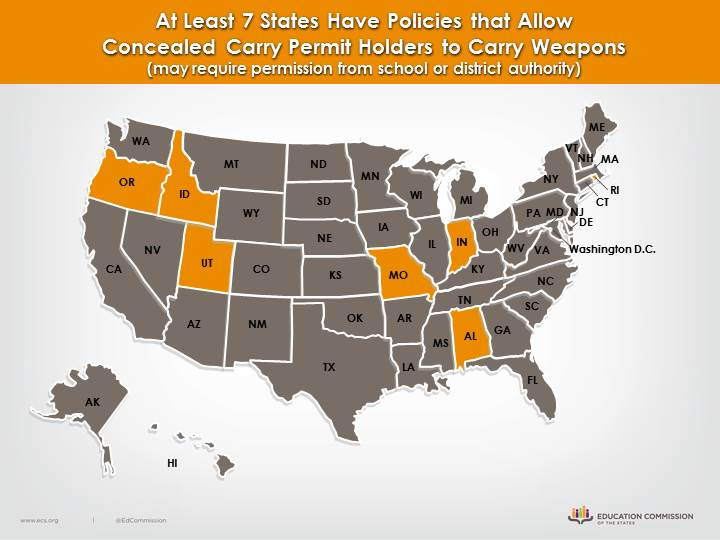 At Least 7 States Have Policies that Allow
Concealed Carry Permit Holders to Carry Weapons
(may require permission from school or district authority)
WA
MT
ND
MN
ME
VT
NH
MA
OR
ID
WY
SD
WI
MI
NY
RI
CT
NV
UT
CO
NE
IA
IL
IN
OH
PA
MD
NJ
DE
CA
KS
MO
KY
WV
VA
Washington D.C.
AZ
NM
OK
AR
TN
NC
SC
TX
LA
MS
AL
GA
FL
AK
HI
www.ecs.org | @EdCommission
EDUCATION COMMISSION
OF THE STATES